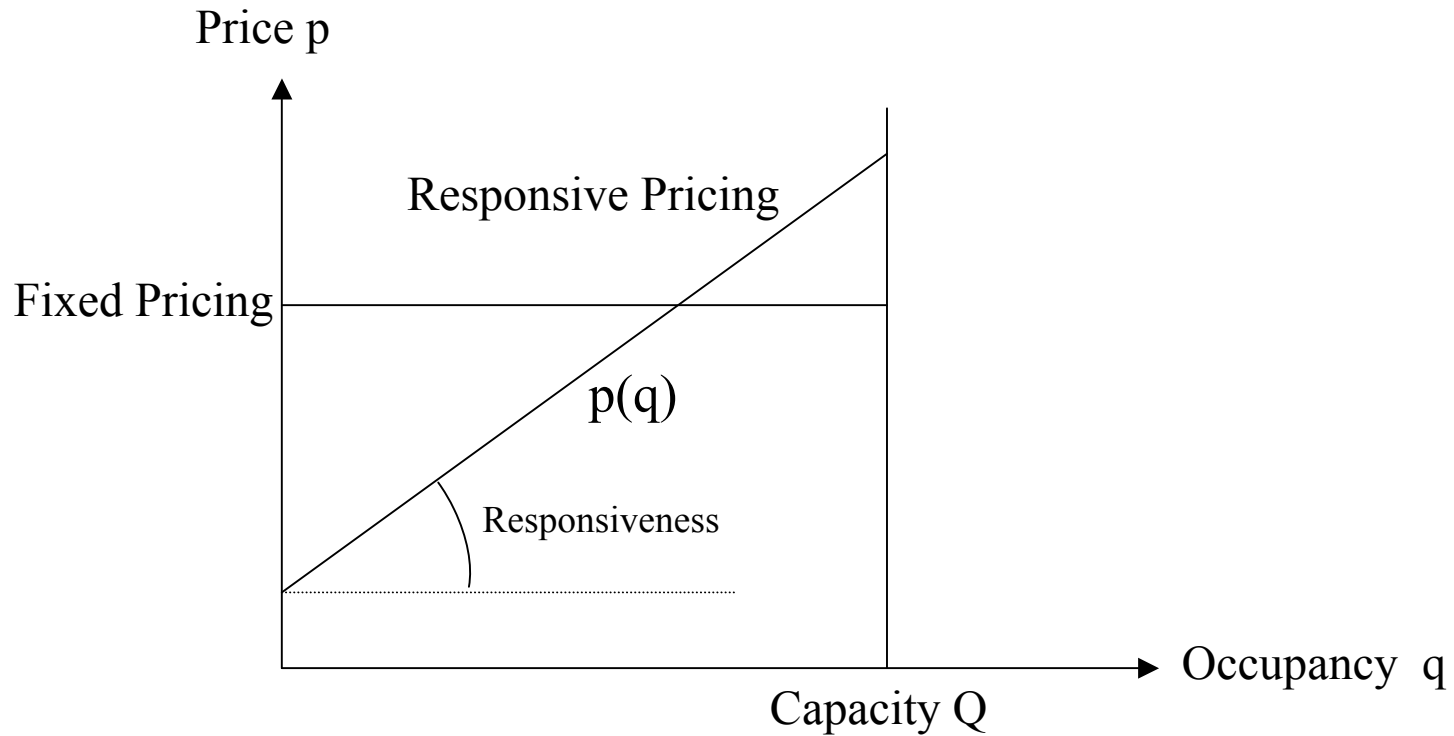 Price p
Responsive Pricing
Fixed Pricing
p(q)
Responsiveness
Occupancy q
Capacity Q